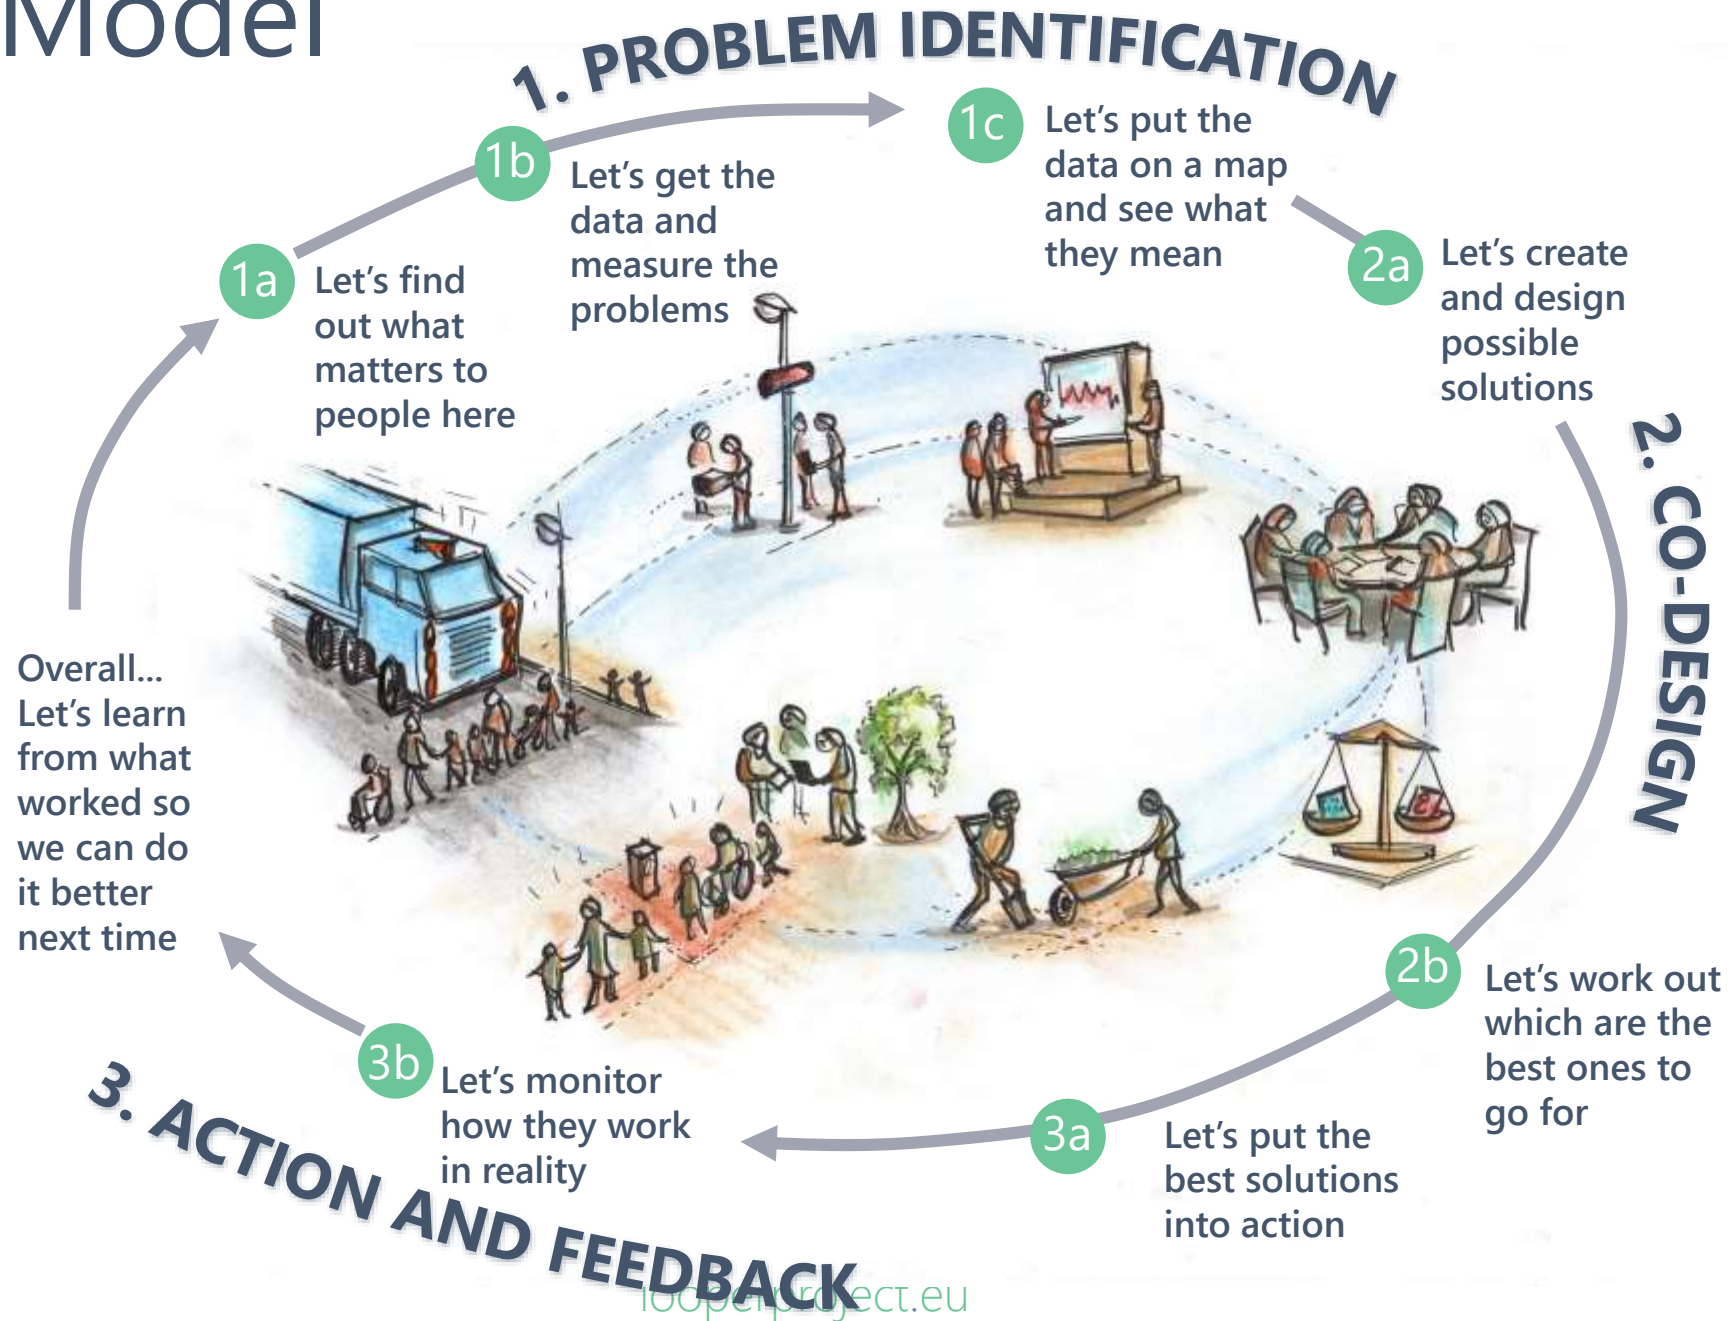 Model
1. PROBLEM IDENTIFICATION
1a
Let's find
out what
matters to
people here
1b
Let's get the
data and
measure the
problems
1c
Let's put the
data on a map
and see what
they mean
2. CO-DESIGN
2a
Let's create
and design
possible
solutions
2b
Let's work out
which are the
best ones to
go for
3. ACTION AND FEEDBACK
3a
Let's put the
best solutions
into action
3b
Let's monitor
how they work
in reality
Overall...
Let's learn
from what
worked so
we can do
it better
next time
looperproject.eu